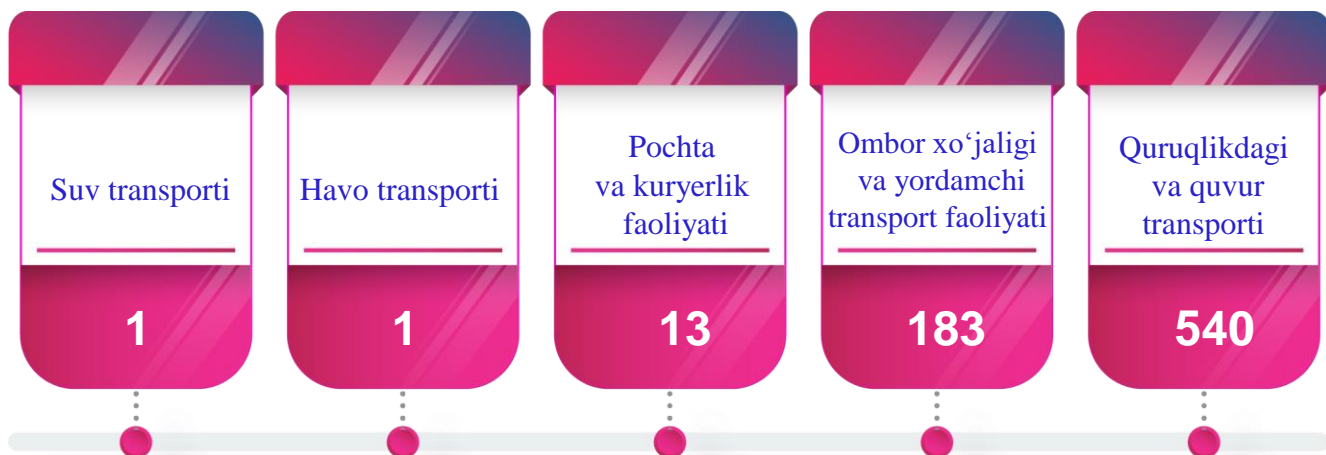 Suv transporti
1
Havo transporti
1
Pochta
va kuryerlik
faoliyati
13
Ombor xo‘jaligi
va yordamchi
transport faoliyati
183
Quruqlikdagi
va quvur
transporti
540